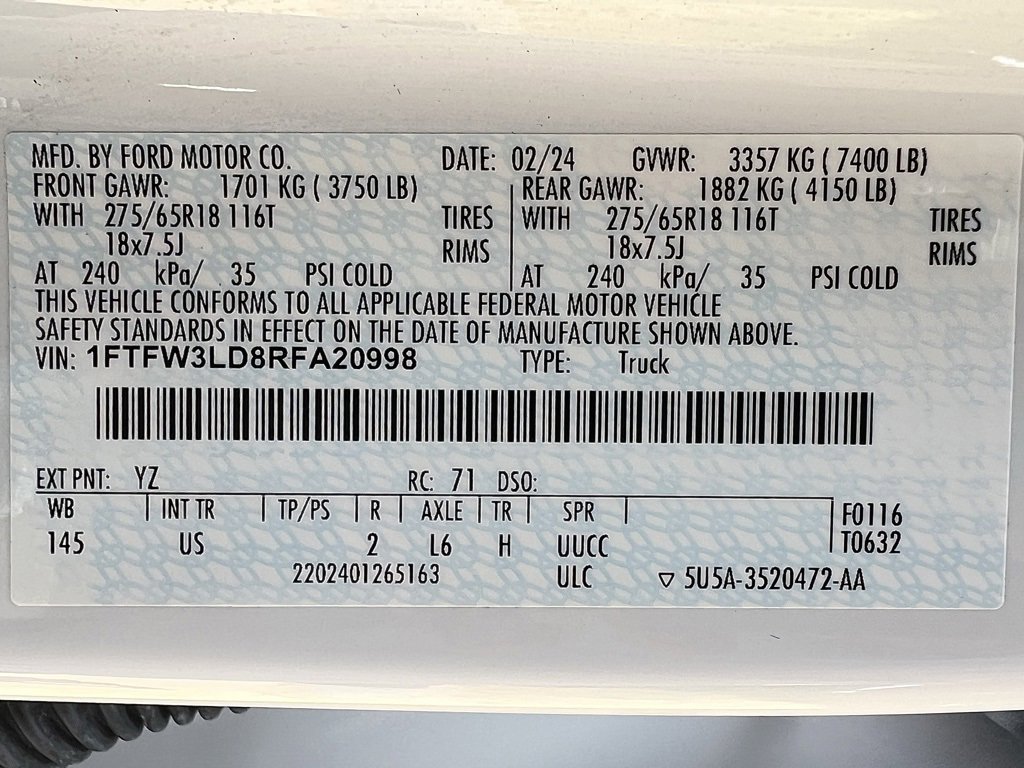 MFD. BY FORD MOTOR CO. DATE: 02/24 GVWR: 3357 KG ( 7400 LB)
FRONT GAWR: 1701 KG ( 3750 LB) REAR GAWR: 1882 KG ( 4150 LB)
WITH 275/65R18 116T TIRES WITH 275/65R18 116T TIRES
18x7.5J RIMS 18x7.5J RIMS
AT 240 kPa/ 35 PSI COLD AT 240 kPa/ 35 PSI COLD
THIS VEHICLE CONFORMS TO ALL APPLICABLE FEDERAL MOTOR VEHICLE
SAFETY STANDARDS IN EFFECT ON THE DATE OF MANUFACTURE SHOWN ABOVE.
VIN: 1FTFW3LD8RFA20998 TYPE: Truck
EXT PNT: YZ RC: 71 DSO:
WB INT TR TP/PS R AXLE TR SPR F0116
145 US 2 L6 H UUCC T0632
2202401265163 ULC ▽ 5U5A-3520472-AA